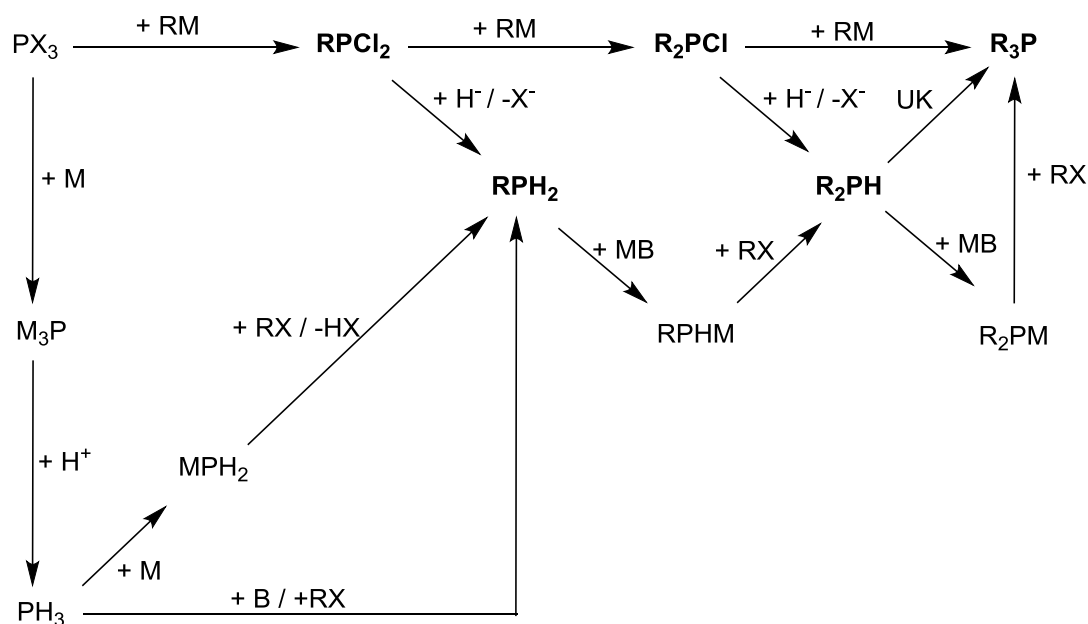 + RM + RM + RM
PX3 RPCl2 R2PCl R3P
+ H- / -X- + H- / -X- UK
+ M RPH2 R2PH + RX
+ MB + RX + MB
M3P + RX / -HX RPHM R2PM
+ H+ MPH2
+ M
PH3 + B / +RX